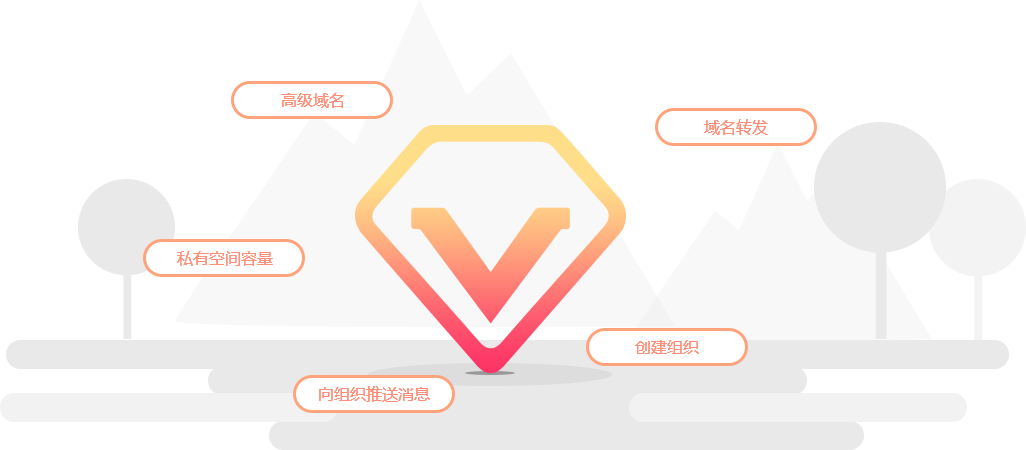 高级域名
域名转发
私有空间容量
创建组织
向组织推送消息